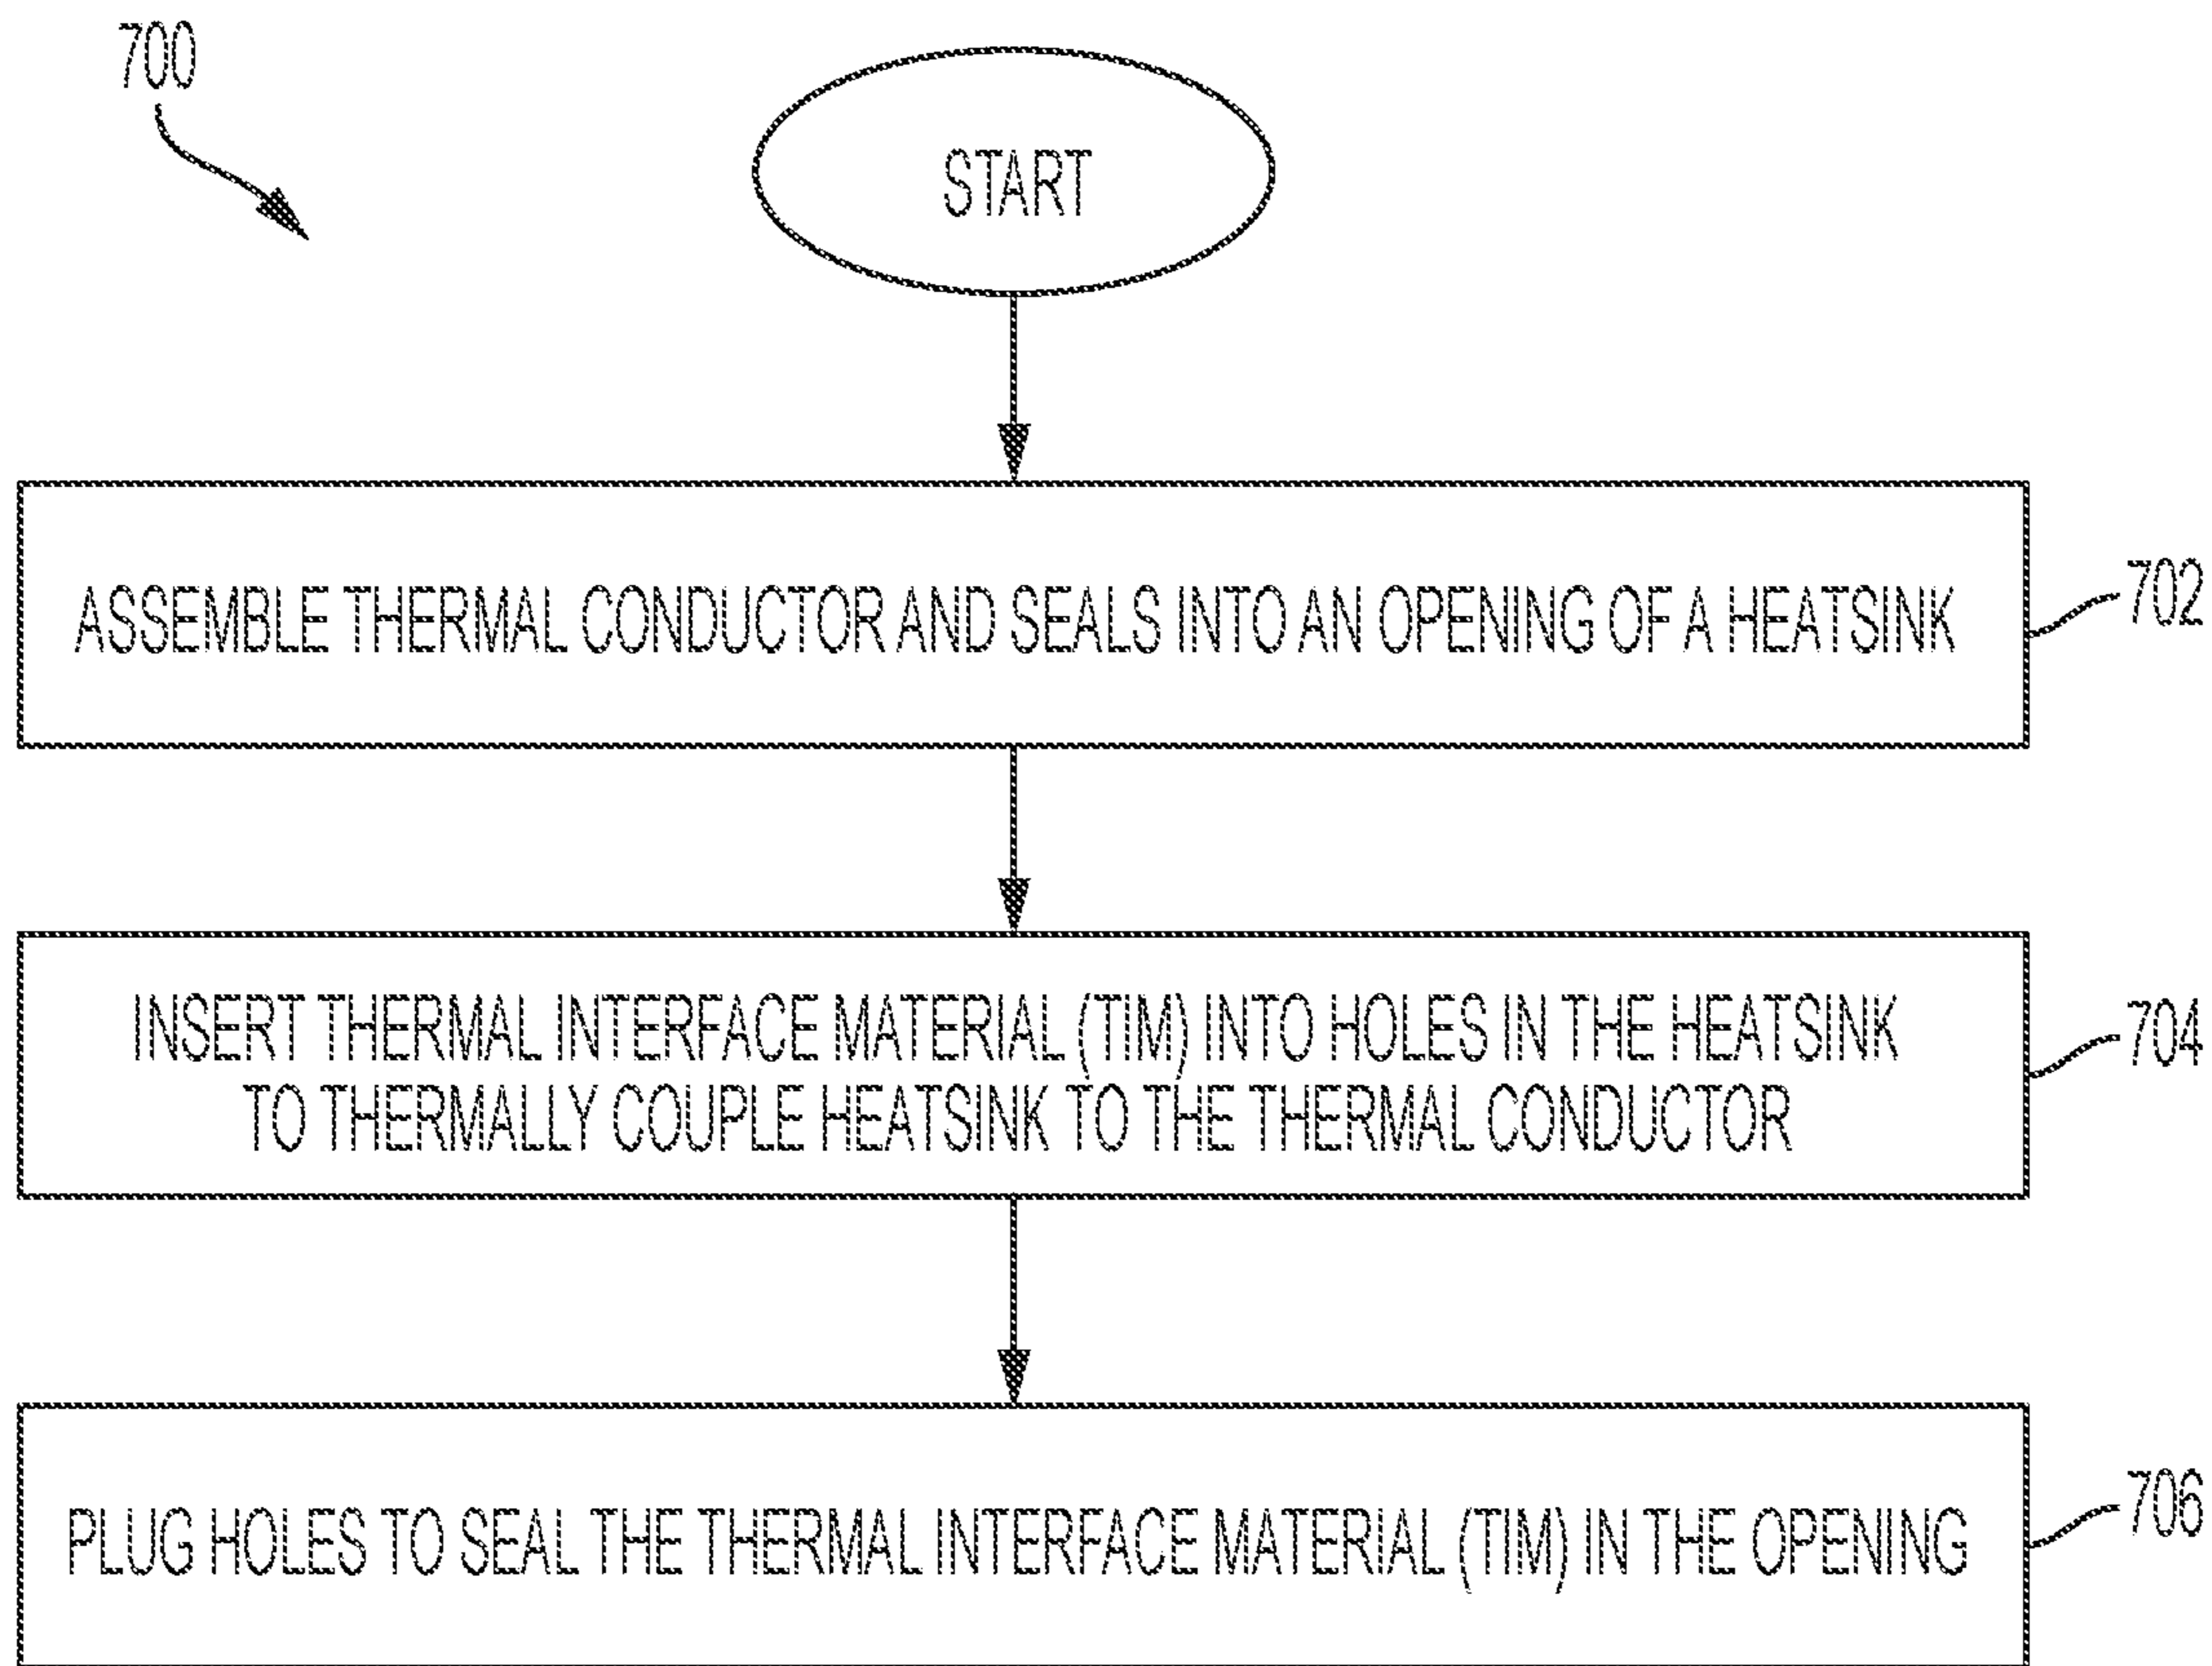 700
START
ASSEMBLE THERMAL CONDUCTOR AND SEALS INTO AN OPENING OF A HEATSINK
702
INSERT THERMAL INTERFACE MATERIAL (TIM) INTO HOLES IN THE HEATSINK
TO THERMALLY COUPLE HEATSINK TO THE THERMAL CONDUCTOR
704
PLUG HOLES TO SEAL THE THERMAL INTERFACE MATERIAL (TIM) IN THE OPENING
706